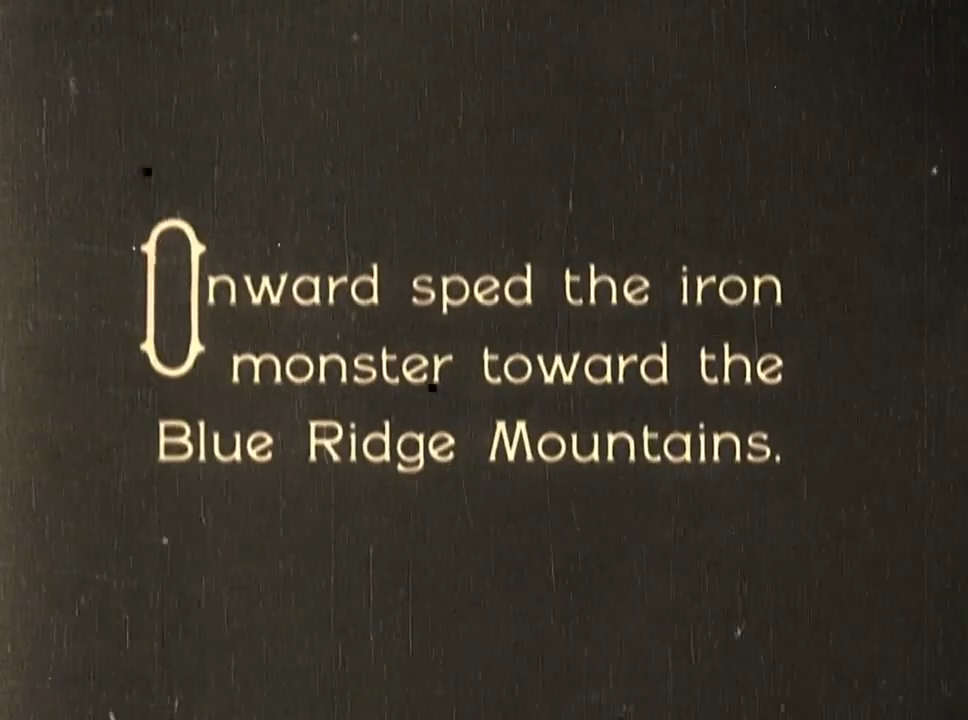 Onward sped the iron
monster toward the
Blue Ridge Mountains.